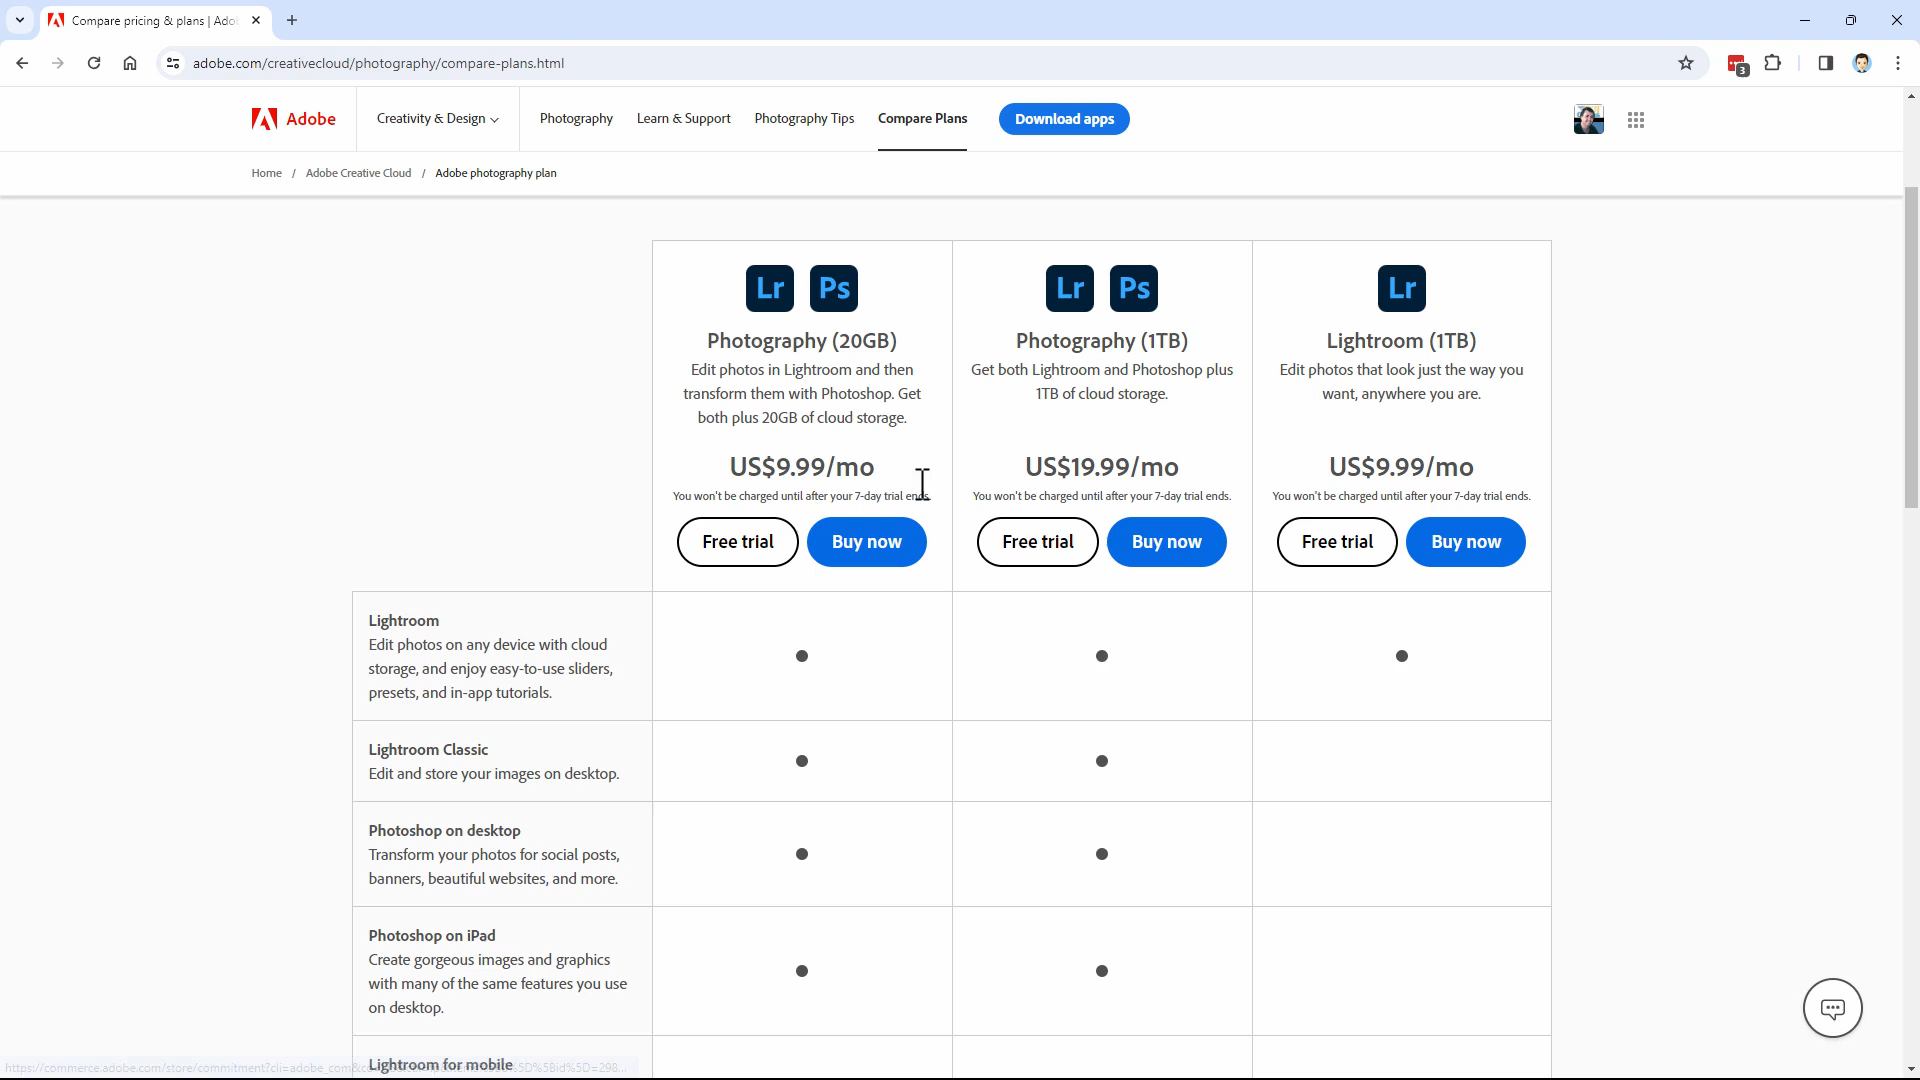 Compare pricing & plans | Ado
adobe.com/creativecloud/photography/compare-plans.html
3
Adobe
Creativity & Design
Photography
Learn & Support
Photography Tips
Compare Plans
Download apps
Home / Adobe Creative Cloud / Adobe photography plan
Lr Ps
Photography (20GB)
Edit photos in Lightroom and then
transform them with Photoshop. Get
both plus 20GB of cloud storage.
US$9.99/mo
You won't be charged until after your 7-day trial ends.
Free trial
Buy now
Lr Ps
Photography (1TB)
Get both Lightroom and Photoshop plus
1TB of cloud storage.
US$19.99/mo
You won't be charged until after your 7-day trial ends.
Free trial
Buy now
Lr
Lightroom (1TB)
Edit photos that look just the way you
want, anywhere you are.
US$9.99/mo
You won't be charged until after your 7-day trial ends.
Free trial
Buy now
Lightroom
Edit photos on any device with cloud
storage, and enjoy easy-to-use sliders,
presets, and in-app tutorials.
Lightroom Classic
Edit and store your images on desktop.
Photoshop on desktop
Transform your photos for social posts,
banners, beautiful websites, and more.
Photoshop on iPad
Create gorgeous images and graphics
with many of the same features you use
on desktop.
Lightroom for mobile